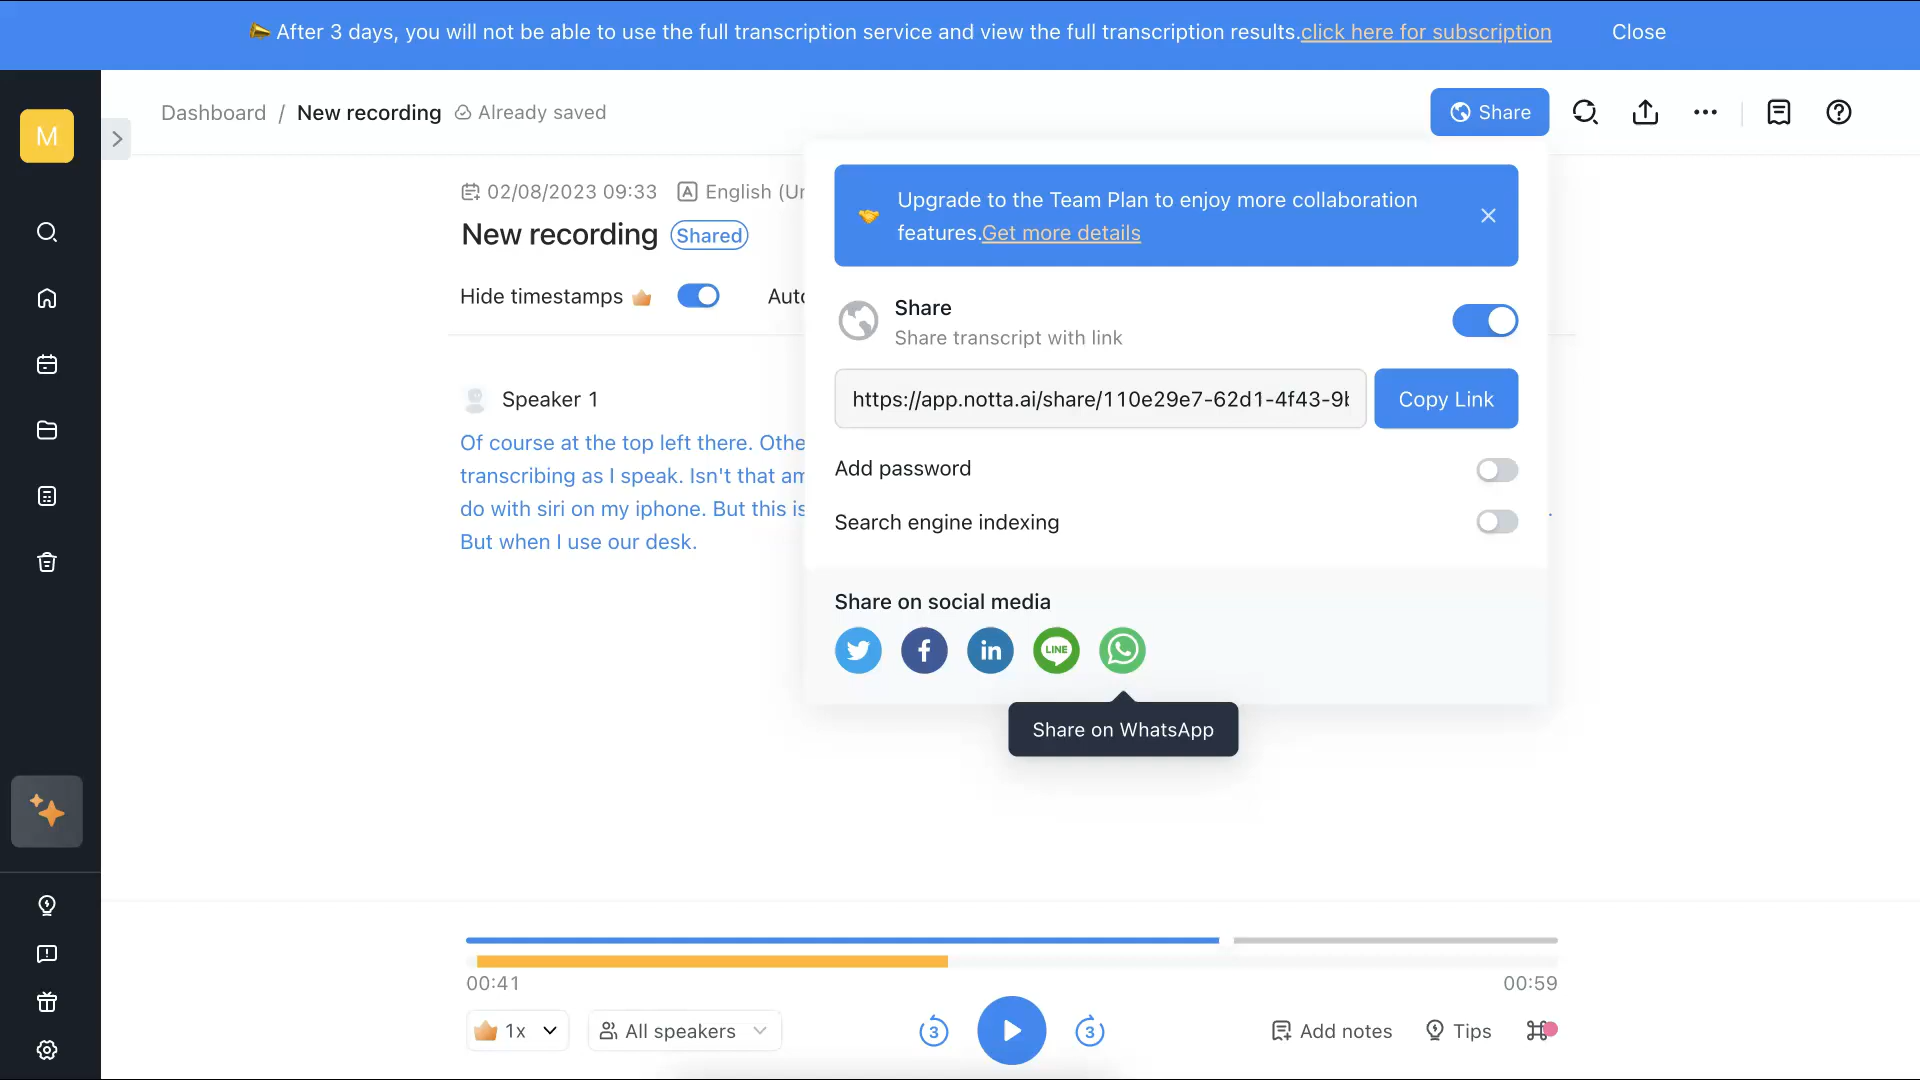 After 3 days, you will not be able to use the full transcription service and view the full transcription results.click here for subscription
Close
M
Dashboard / New recording Already saved
Share
02/08/2023 09:33 English (Un
New recording Shared
Hide timestamps
Auto
Upgrade to the Team Plan to enjoy more collaboration
features.Get more details
Share
Share transcript with link
https://app.notta.ai/share/110e29e7-62d1-4f43-9b
Copy Link
Add password
Search engine indexing
Share on social media
LINE
Share on WhatsApp
Speaker 1
Of course at the top left there. Othe
transcribing as I speak. Isn't that am
do with siri on my iphone. But this is
But when I use our desk.
00:41
00:59
1x
All speakers
3
3
Add notes
Tips